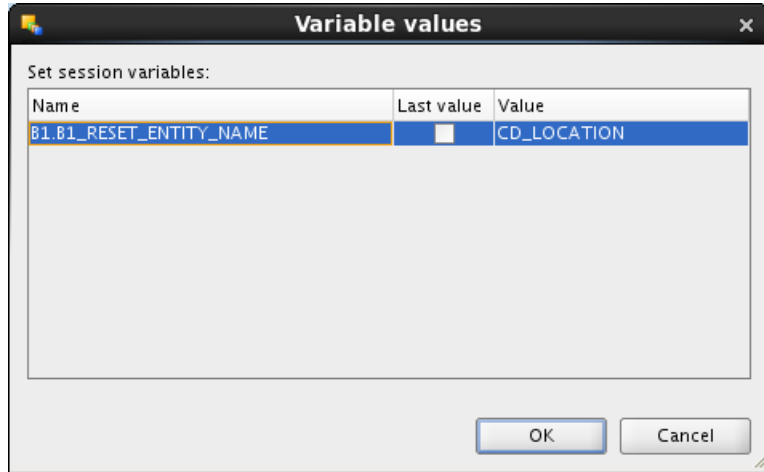 Variable values
Set session variables:
Name Last value Value
B1.B1_RESET_ENTITY_NAME CD_LOCATION
OK Cancel